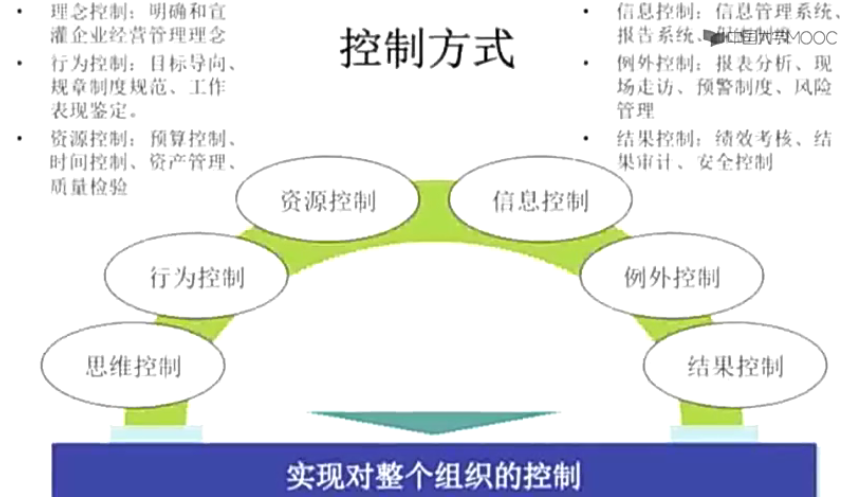 控制方式
• 理念控制：明确和宣
灌企业经营管理理念
• 行为控制：目标导向、
规章制度规范、工作
表现鉴定。
• 资源控制：预算控制、
时间控制、资产管理、
质量检验
• 信息控制：信息管理系统、
报告系统、
中国大学MOOC
• 例外控制：报表分析、现
场走访、预警制度、风险
管理
• 结果控制：绩效考核、结
果审计、安全控制
资源控制
信息控制
行为控制
例外控制
思维控制
结果控制
实现对整个组织的控制